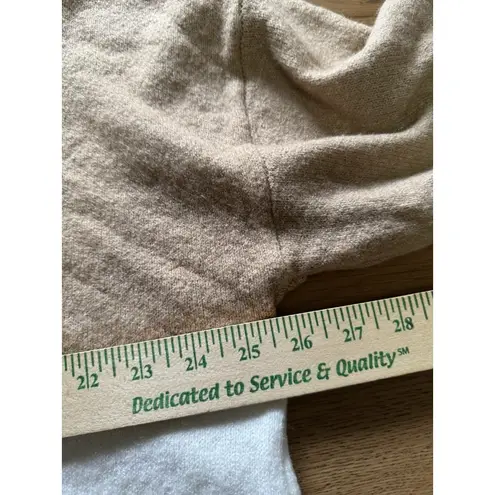 22 23 24 25 26 27 28
Dedicated to Service & Quality℠